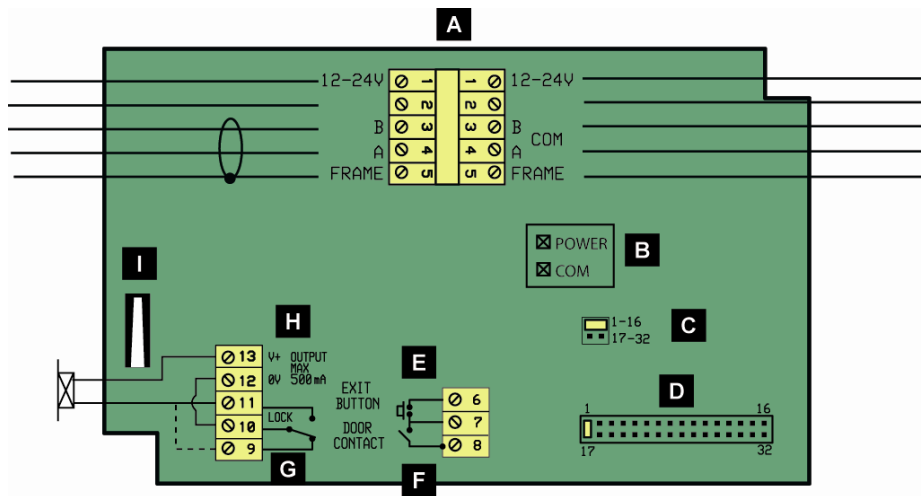 A
12-24V 1 1 12-24V
2 2
B 3 3 B
COM
A 4 4 A
FRAME 5 5 FRAME
B
POWER
COM
I
C
1-16
17-32
H
13 V+ OUTPUT
MAX
12 0V 500mA
11
LOCK
10
9
G
E
EXIT
BUTTON
DOOR
CONTACT
6
7
8
F
D
1 16
17 32